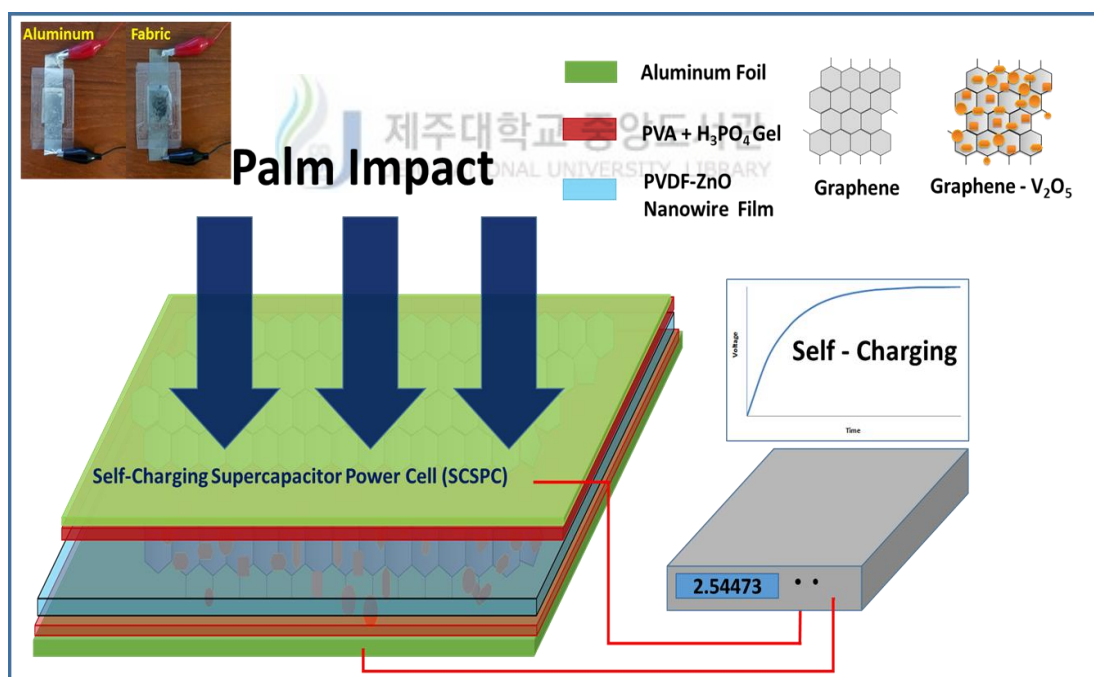 Aluminum
Fabric
Aluminum Foil
PVA + H₃PO₄ Gel
PVDF-ZnO
Nanowire Film
Graphene
Graphene - V₂O₅
제주대학교 중앙도서관
NATIONAL UNIVERSITY LIBRARY
Palm Impact
Self-Charging Supercapacitor Power Cell (SCSPC)
Voltage
Self - Charging
Time
2.54473